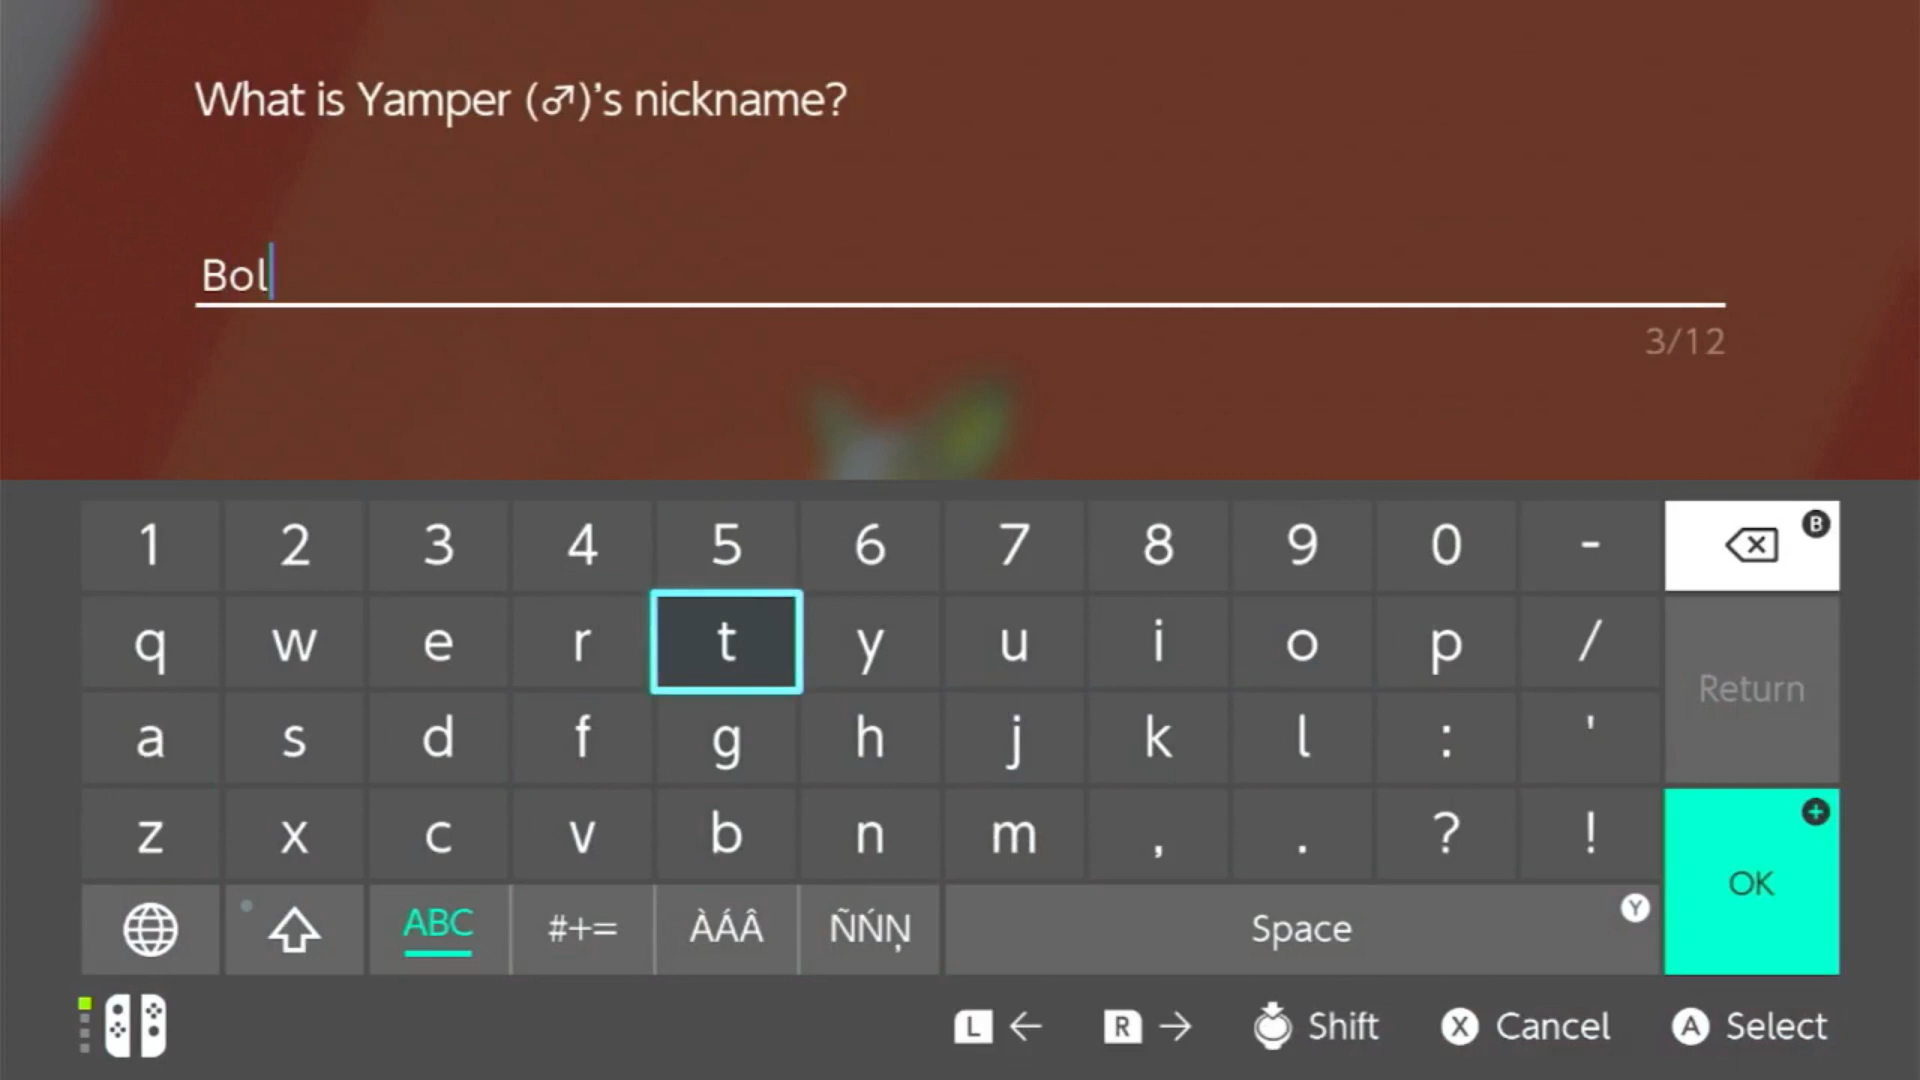 What is Yamper (♂)'s nickname?
Bol
3/12
1 2 3 4 5 6 7 8 9 0 - B
q w e r t y u i o p / Return
a s d f g h j k l : '
z x c v b n m , . ? ! + OK
ABC #+= ÀÁÂ ÑŃŅ Space Y
L ← R → Shift X Cancel A Select